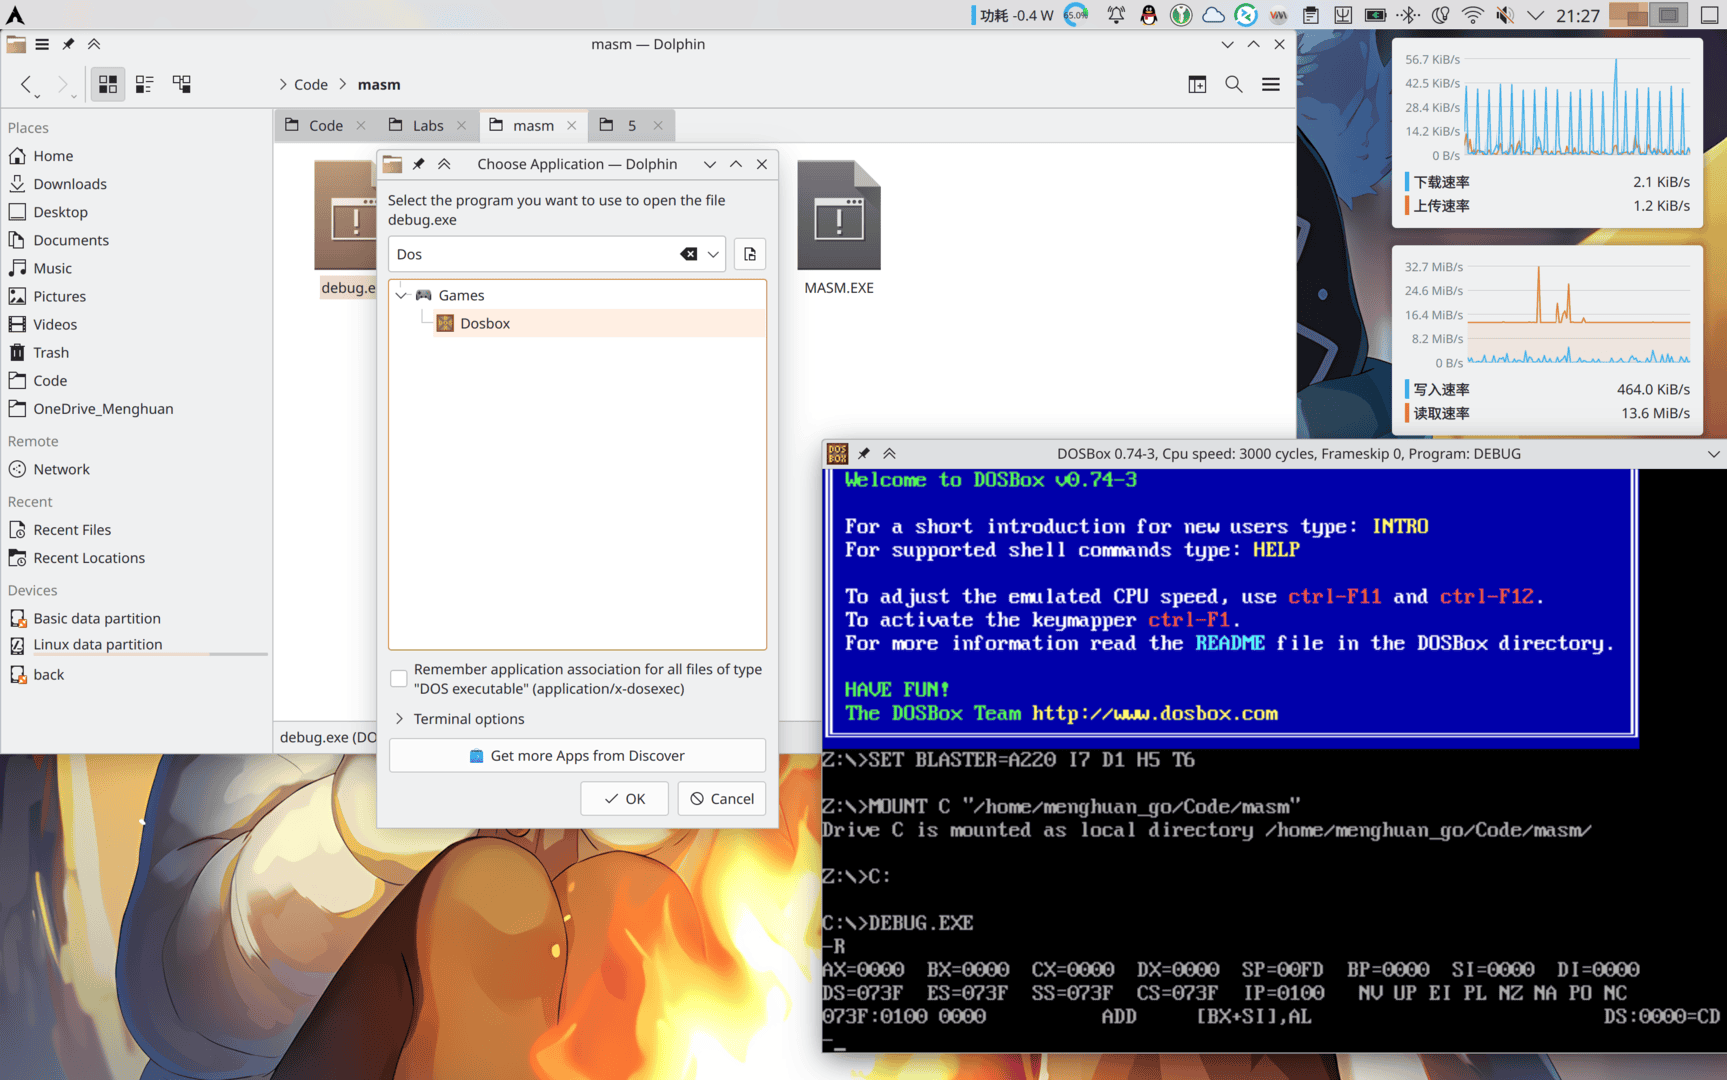 功耗 -0.4 W
65.0%
21:27
masm — Dolphin
Code
masm
Code
Labs
masm
5
Places
Home
Downloads
Desktop
Documents
Music
Pictures
Videos
Trash
Code
OneDrive_Menghuan
Remote
Network
Recent
Recent Files
Recent Locations
Devices
Basic data partition
Linux data partition
back
debug.e
MASM.EXE
debug.exe (DO
Choose Application — Dolphin
Select the program you want to use to open the file
debug.exe
Dos
Games
Dosbox
Remember application association for all files of type
"DOS executable" (application/x-dosexec)
Terminal options
Get more Apps from Discover
OK
Cancel
56.7 KiB/s
42.5 KiB/s
28.4 KiB/s
14.2 KiB/s
0 B/s
下载速率 2.1 KiB/s
上传速率 1.2 KiB/s
32.7 MiB/s
24.6 MiB/s
16.4 MiB/s
8.2 MiB/s
0 B/s
写入速率 464.0 KiB/s
读取速率 13.6 MiB/s
DOSBox 0.74-3, Cpu speed: 3000 cycles, Frameskip 0, Program: DEBUG
Welcome to DOSBox v0.74-3
For a short introduction for new users type: INTRO
For supported shell commands type: HELP
To adjust the emulated CPU speed, use ctrl-F11 and ctrl-F12.
To activate the keymapper ctrl-F1.
For more information read the README file in the DOSBox directory.
HAVE FUN!
The DOSBox Team http://www.dosbox.com
Z:\>SET BLASTER=A220 I7 D1 H5 T6
Z:\>MOUNT C "/home/menghuan_go/Code/masm"
Drive C is mounted as local directory /home/menghuan_go/Code/masm/
Z:\>C:
C:\>DEBUG.EXE
-R
AX=0000 BX=0000 CX=0000 DX=0000 SP=00FD BP=0000 SI=0000 DI=0000
DS=073F ES=073F SS=073F CS=073F IP=0100 NV UP EI PL NZ NA PO NC
073F:0100 0000 ADD [BX+SI],AL DS:0000=CD
-_